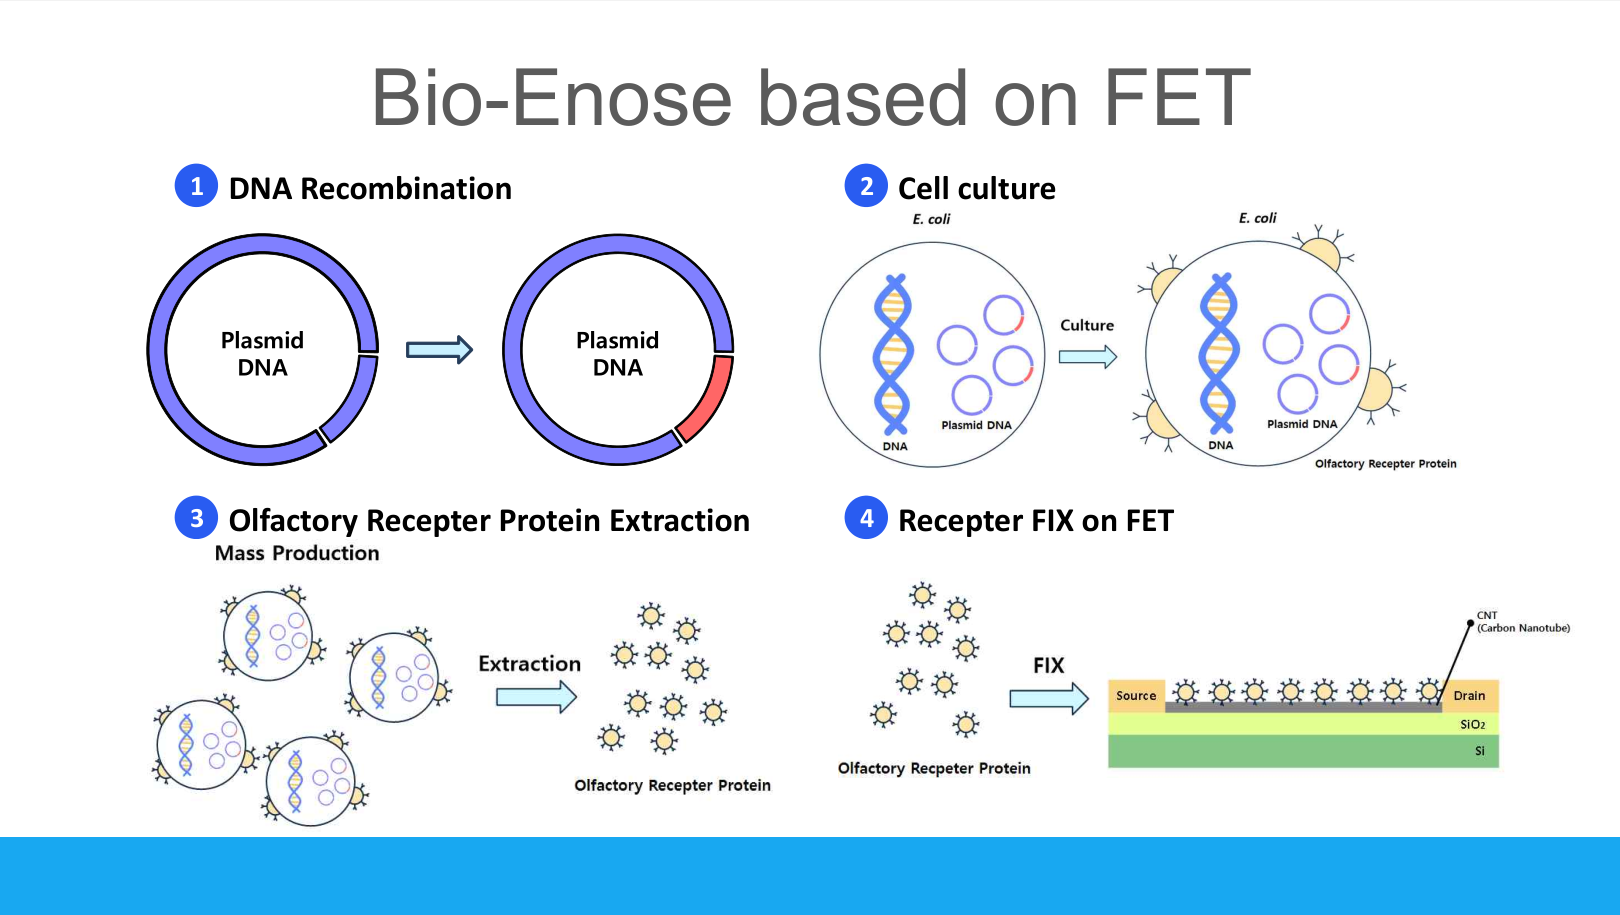 Bio-Enose based on FET
1 DNA Recombination
Plasmid
DNA
Plasmid
DNA
2 Cell culture
E. coli
DNA
Plasmid DNA
Culture
E. coli
DNA
Plasmid DNA
Olfactory Recepter Protein
3 Olfactory Recepter Protein Extraction
Mass Production
Extraction
Olfactory Recepter Protein
4 Recepter FIX on FET
Olfactory Recpeter Protein
FIX
CNT
(Carbon Nanotube)
Source
Drain
SiO₂
Si